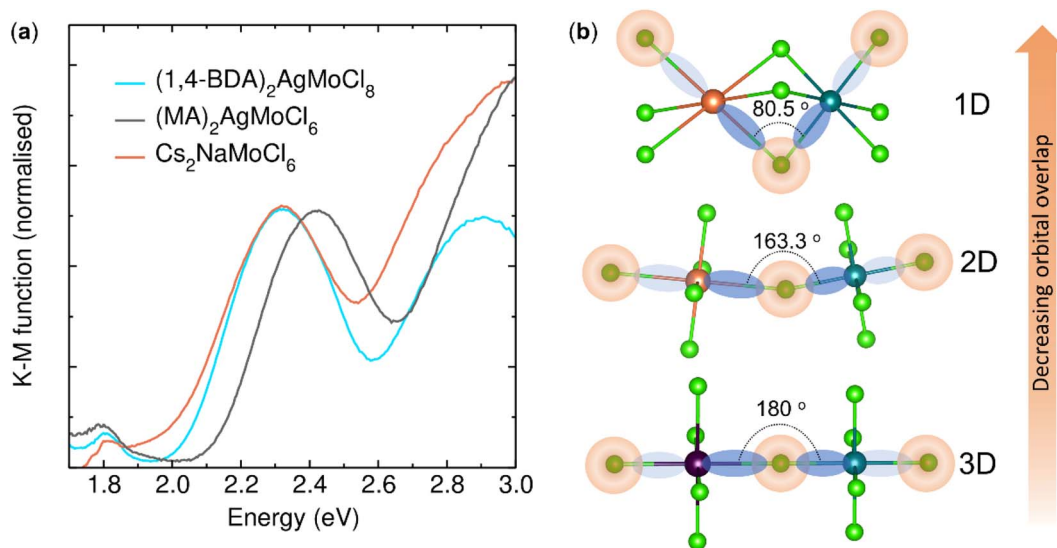 (a)
(1,4-BDA)₂AgMoCl₈
(MA)₂AgMoCl₆
Cs₂NaMoCl₆
K-M function (normalised)
1.8 2.0 2.2 2.4 2.6 2.8 3.0
Energy (eV)
(b)
80.5 °
1D
163.3 °
2D
180 °
3D
Decreasing orbital overlap